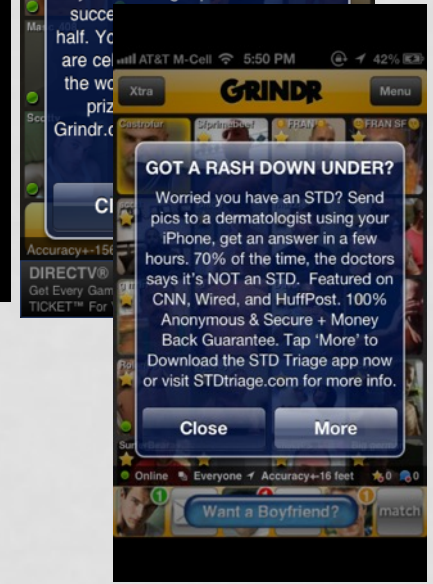 succe
half. Yo
are cel
the wo
priz
Grindr.c
Cl
Accuracy+-156
DIRECTV®
Get Every Gam
TICKET™ For
AT&T M-Cell 5:50 PM 42%
Xtra GRINDR Menu
FRAN FRAN SF
GOT A RASH DOWN UNDER?
Worried you have an STD? Send
pics to a dermatologist using your
iPhone, get an answer in a few
hours. 70% of the time, the doctors
says it's NOT an STD. Featured on
CNN, Wired, and HuffPost. 100%
Anonymous & Secure + Money
Back Guarantee. Tap 'More' to
Download the STD Triage app now
or visit STDtriage.com for more info.
Close More
Online Everyone Accuracy+-16 feet 0 0
1 1
Want a Boyfriend? match